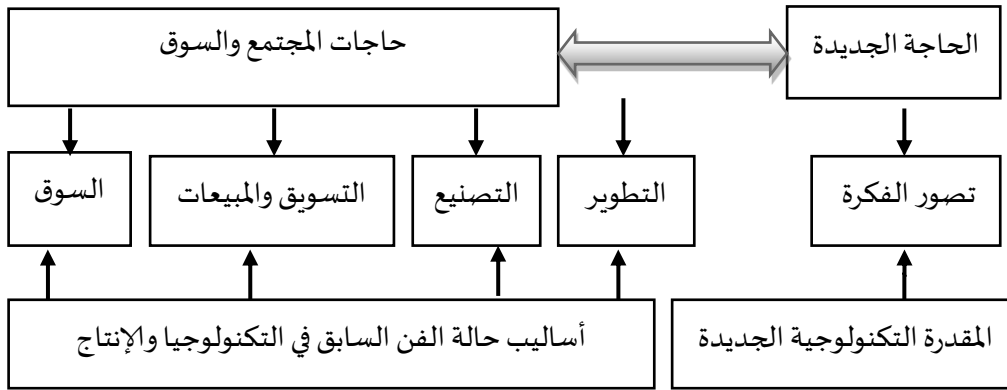 الحاجة الجديدة
حاجات المجتمع والسوق
تصور الفكرة
التطوير
التصنيع
التسويق والمبيعات
السوق
المقدرة التكنولوجية الجديدة
أساليب حالة الفن السابق في التكنولوجيا والإنتاج